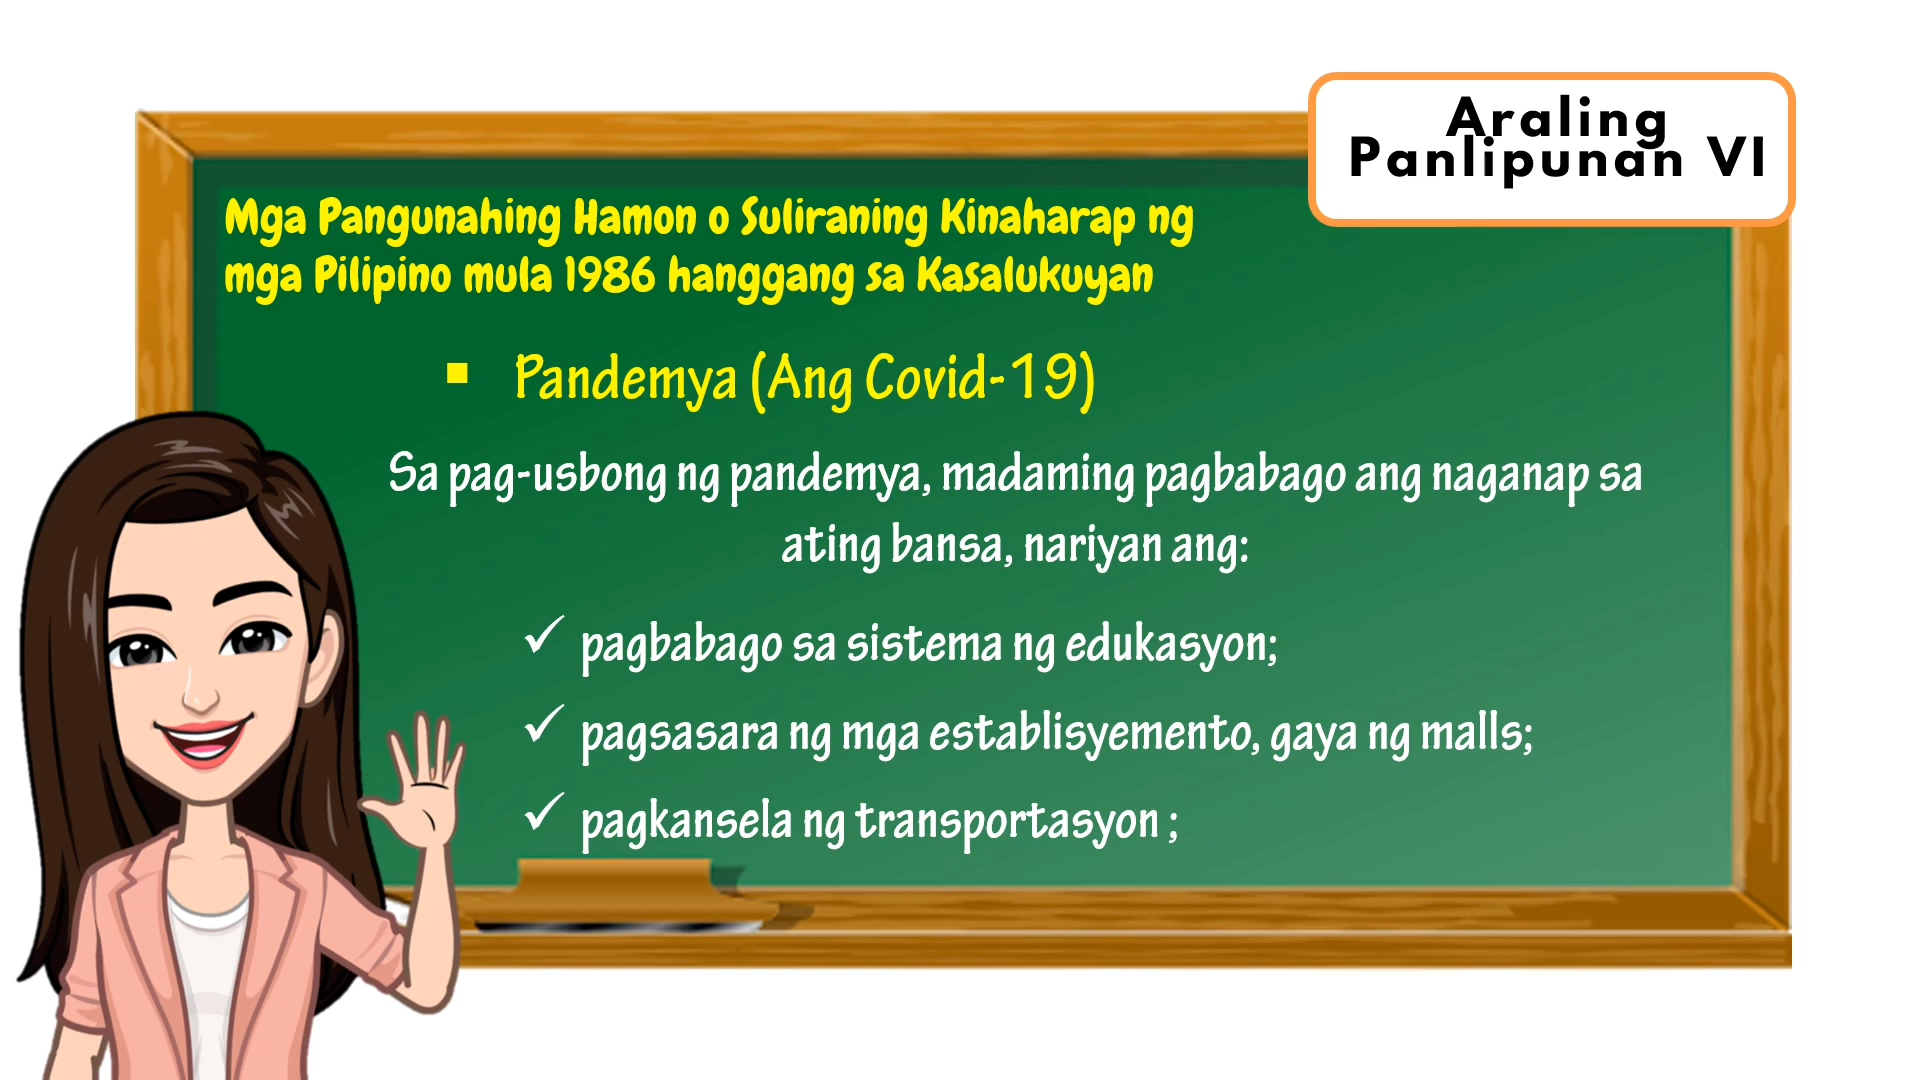 Araling
Panlipunan VI
Mga Pangunahing Hamon o Suliraning Kinaharap ng
mga Pilipino mula 1986 hanggang sa Kasalukuyan
▪ Pandemya (Ang Covid-19)
Sa pag-usbong ng pandemya, madaming pagbabago ang naganap sa
ating bansa, nariyan ang:
✓ pagbabago sa sistema ng edukasyon;
✓ pagsasara ng mga establisyemento, gaya ng malls;
✓ pagkansela ng transportasyon ;